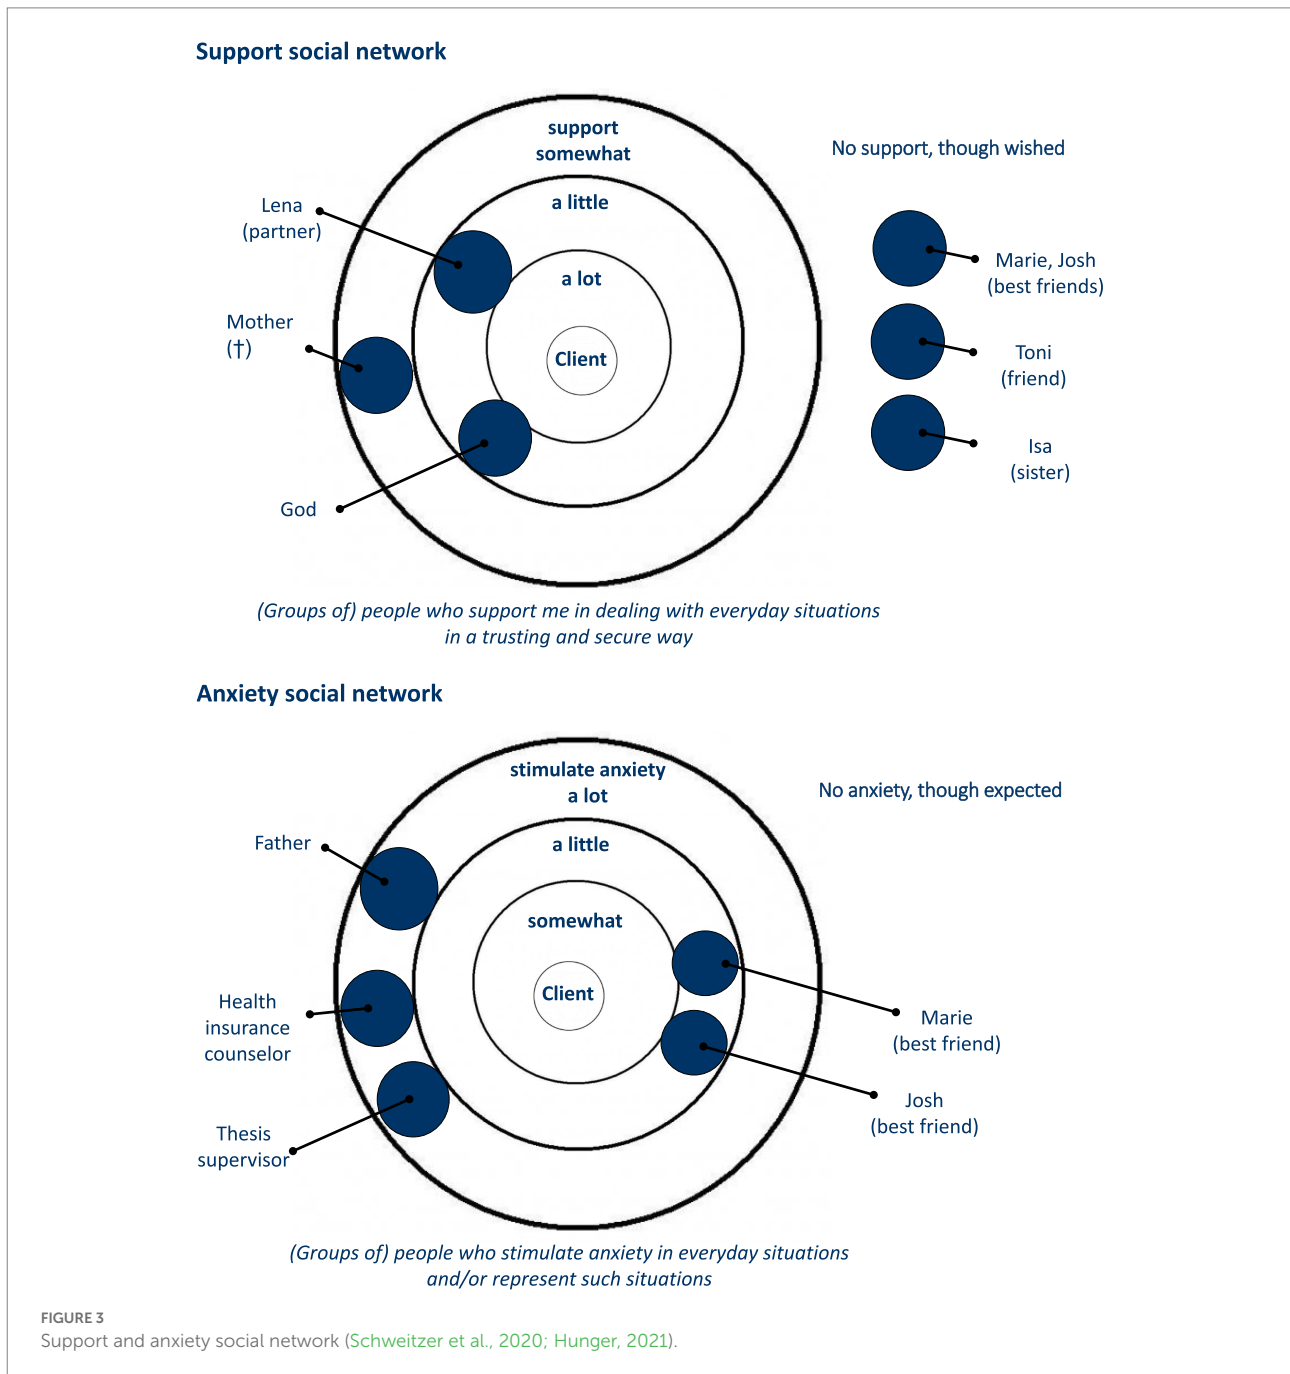 Support social network
support
somewhat
No support, though wished
a little
Lena
(partner)
a lot
Marie, Josh
(best friends)
Mother
(†)
Client
Toni
(friend)
Isa
(sister)
God
(Groups of) people who support me in dealing with everyday situations
in a trusting and secure way
Anxiety social network
stimulate anxiety
a lot
No anxiety, though expected
a little
Father
somewhat
Client
Health
insurance
counselor
Marie
(best friend)
Josh
(best friend)
Thesis
supervisor
(Groups of) people who stimulate anxiety in everyday situations
and/or represent such situations
FIGURE 3
Support and anxiety social network (Schweitzer et al., 2020; Hunger, 2021).